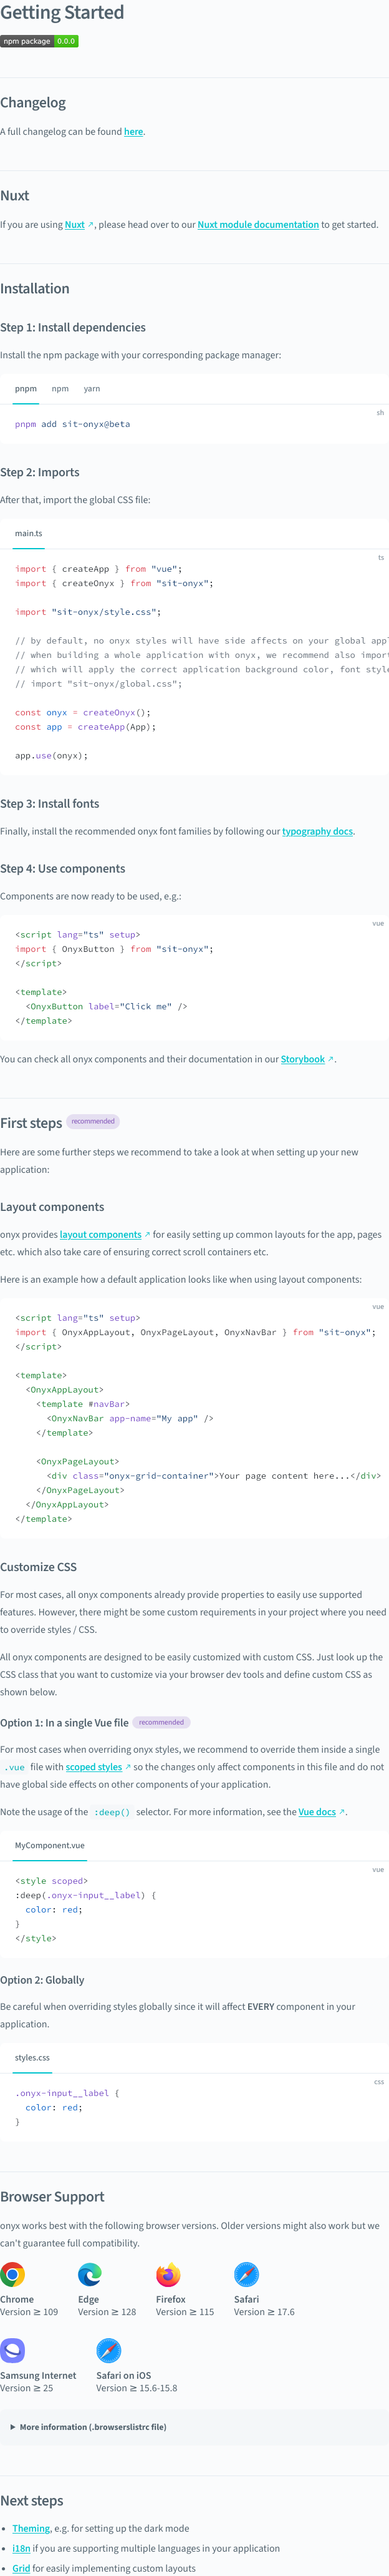 Getting Started
npm package 0.0.0
Changelog
A full changelog can be found here.
Nuxt
If you are using Nuxt ↗, please head over to our Nuxt module documentation to get started.
Installation
Step 1: Install dependencies
Install the npm package with your corresponding package manager:
pnpm npm yarn
sh
pnpm add sit-onyx@beta
Step 2: Imports
After that, import the global CSS file:
main.ts
ts
import { createApp } from "vue";
import { createOnyx } from "sit-onyx";
import "sit-onyx/style.css";
// by default, no onyx styles will have side affects on your global appl
// when building a whole application with onyx, we recommend also import
// which will apply the correct application background color, font style
// import "sit-onyx/global.css";
const onyx = createOnyx();
const app = createApp(App);
app.use(onyx);
Step 3: Install fonts
Finally, install the recommended onyx font families by following our typography docs.
Step 4: Use components
Components are now ready to be used, e.g.:
vue
<script lang="ts" setup>
import { OnyxButton } from "sit-onyx";
</script>
<template>
  <OnyxButton label="Click me" />
</template>
You can check all onyx components and their documentation in our Storybook ↗.
First steps recommended
Here are some further steps we recommend to take a look at when setting up your new
application:
Layout components
onyx provides layout components ↗ for easily setting up common layouts for the app, pages
etc. which also take care of ensuring correct scroll containers etc.
Here is an example how a default application looks like when using layout components:
vue
<script lang="ts" setup>
import { OnyxAppLayout, OnyxPageLayout, OnyxNavBar } from "sit-onyx";
</script>
<template>
  <OnyxAppLayout>
    <template #navBar>
      <OnyxNavBar app-name="My app" />
    </template>
    <OnyxPageLayout>
      <div class="onyx-grid-container">Your page content here...</div>
    </OnyxPageLayout>
  </OnyxAppLayout>
</template>
Customize CSS
For most cases, all onyx components already provide properties to easily use supported
features. However, there might be some custom requirements in your project where you need
to override styles / CSS.
All onyx components are designed to be easily customized with custom CSS. Just look up the
CSS class that you want to customize via your browser dev tools and define custom CSS as
shown below.
Option 1: In a single Vue file recommended
For most cases when overriding onyx styles, we recommend to override them inside a single
.vue file with scoped styles ↗ so the changes only affect components in this file and do not
have global side effects on other components of your application.
Note the usage of the :deep() selector. For more information, see the Vue docs ↗.
MyComponent.vue
vue
<style scoped>
:deep(.onyx-input__label) {
  color: red;
}
</style>
Option 2: Globally
Be careful when overriding styles globally since it will affect EVERY component in your
application.
styles.css
css
.onyx-input__label {
  color: red;
}
Browser Support
onyx works best with the following browser versions. Older versions might also work but we
can't guarantee full compatibility.
Chrome Edge Firefox Safari
Version ≥ 109 Version ≥ 128 Version ≥ 115 Version ≥ 17.6
Samsung Internet Safari on iOS
Version ≥ 25 Version ≥ 15.6-15.8
▶ More information (.browserslistrc file)
Next steps
• Theming, e.g. for setting up the dark mode
• i18n if you are supporting multiple languages in your application
• Grid for easily implementing custom layouts